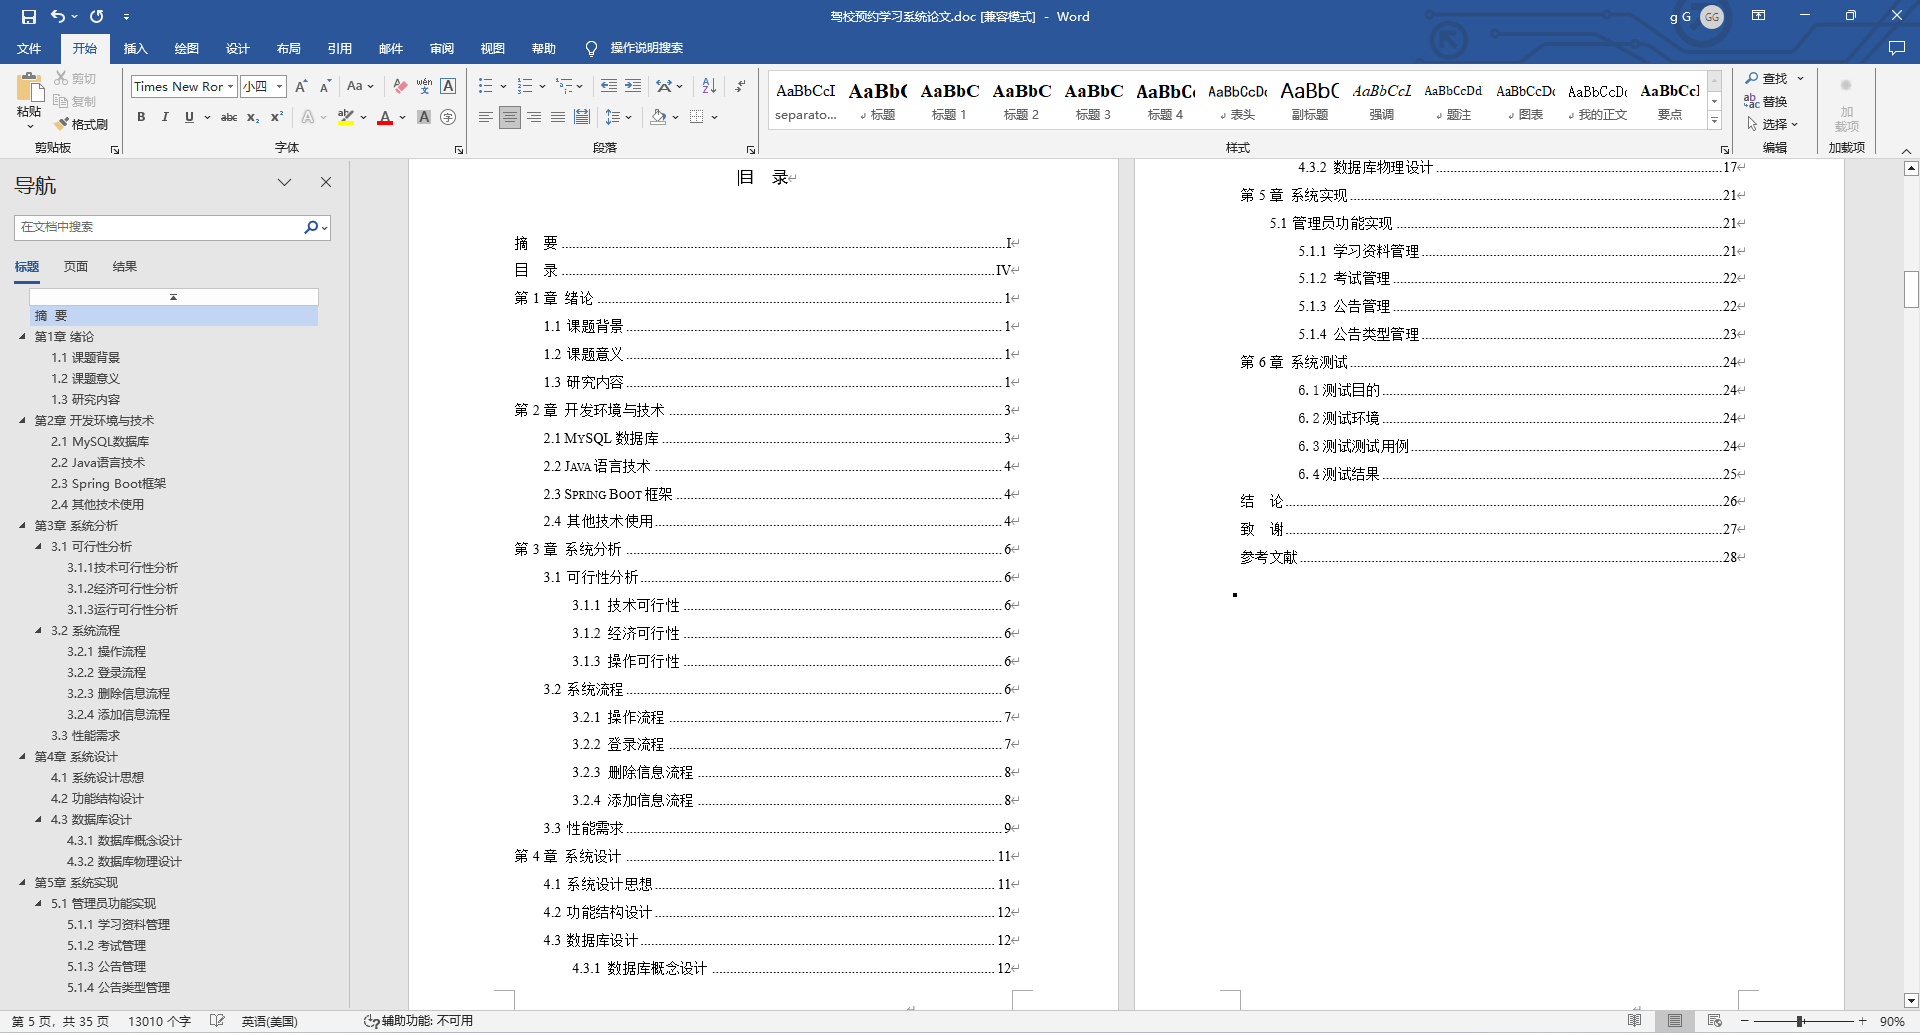 驾校预约学习系统论文.doc [兼容模式] - Word
g G
GG
文件 开始 插入 绘图 设计 布局 引用 邮件 审阅 视图 帮助 操作说明搜索
粘贴
剪切
复制
格式刷
剪贴板
Times New Ror 小四
字体
段落
AaBbCcI separato...
AaBb( 标题
AaBbC 标题 1
AaBbC 标题 2
AaBbC 标题 3
AaBbC( 标题 4
AaBbCcDc 表头
AaBbC 副标题
AaBbCcL 强调
AaBbCcDd 题注
AaBbCcDc 图表
AaBbCcDc 我的正文
AaBbCcl 要点
样式
查找
替换
选择
编辑
加载项
加载项
导航
在文档中搜索
标题 页面 结果
摘 要
第1章 绪论
1.1 课题背景
1.2 课题意义
1.3 研究内容
第2章 开发环境与技术
2.1 MySQL数据库
2.2 Java语言技术
2.3 Spring Boot框架
2.4 其他技术使用
第3章 系统分析
3.1 可行性分析
3.1.1技术可行性分析
3.1.2经济可行性分析
3.1.3运行可行性分析
3.2 系统流程
3.2.1 操作流程
3.2.2 登录流程
3.2.3 删除信息流程
3.2.4 添加信息流程
3.3 性能需求
第4章 系统设计
4.1 系统设计思想
4.2 功能结构设计
4.3 数据库设计
4.3.1 数据库概念设计
4.3.2 数据库物理设计
第5章 系统实现
5.1 管理员功能实现
5.1.1 学习资料管理
5.1.2 考试管理
5.1.3 公告管理
5.1.4 公告类型管理
目 录
摘 要 I
目 录 IV
第 1 章 绪论 1
1.1 课题背景 1
1.2 课题意义 1
1.3 研究内容 1
第 2 章 开发环境与技术 3
2.1 MYSQL 数据库 3
2.2 JAVA 语言技术 4
2.3 SPRING BOOT 框架 4
2.4 其他技术使用 4
第 3 章 系统分析 6
3.1 可行性分析 6
3.1.1 技术可行性 6
3.1.2 经济可行性 6
3.1.3 操作可行性 6
3.2 系统流程 6
3.2.1 操作流程 7
3.2.2 登录流程 7
3.2.3 删除信息流程 8
3.2.4 添加信息流程 8
3.3 性能需求 9
第 4 章 系统设计 11
4.1 系统设计思想 11
4.2 功能结构设计 12
4.3 数据库设计 12
4.3.1 数据库概念设计 12
4.3.2 数据库物理设计 17
第 5 章 系统实现 21
5.1 管理员功能实现 21
5.1.1 学习资料管理 21
5.1.2 考试管理 22
5.1.3 公告管理 22
5.1.4 公告类型管理 23
第 6 章 系统测试 24
6.1 测试目的 24
6.2 测试环境 24
6.3 测试测试用例 24
6.4 测试结果 25
结 论 26
致 谢 27
参考文献 28
第 5 页, 共 35 页 13010 个字 英语(美国) 辅助功能: 不可用 90%